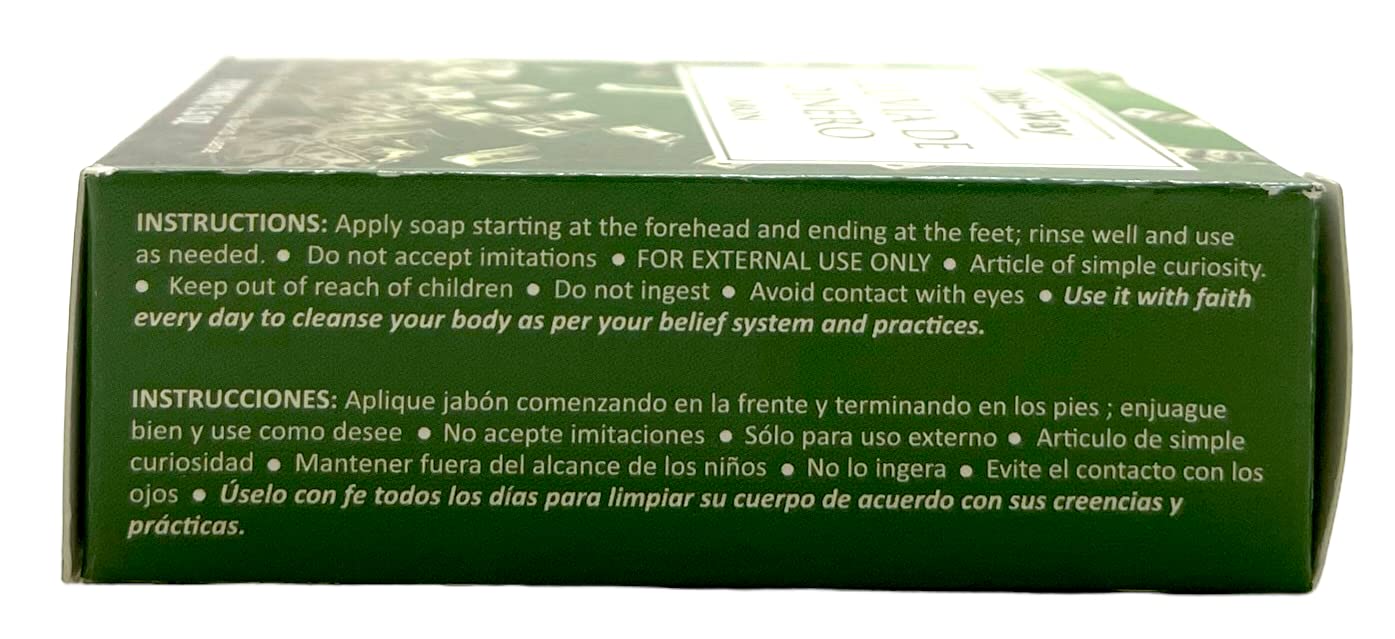 DE
DINERO
JABON
INSTRUCTIONS: Apply soap starting at the forehead and ending at the feet; rinse well and use
as needed. ● Do not accept imitations ● FOR EXTERNAL USE ONLY ● Article of simple curiosity.
● Keep out of reach of children ● Do not ingest ● Avoid contact with eyes ● Use it with faith
every day to cleanse your body as per your belief system and practices.
INSTRUCCIONES: Aplique jabón comenzando en la frente y terminando en los pies ; enjuague
bien y use como desee ● No acepte imitaciones ● Sólo para uso externo ● Articulo de simple
curiosidad ● Mantener fuera del alcance de los niños ● No lo ingera ● Evite el contacto con los
ojos ● Úselo con fe todos los días para limpiar su cuerpo de acuerdo con sus creencias y
prácticas.